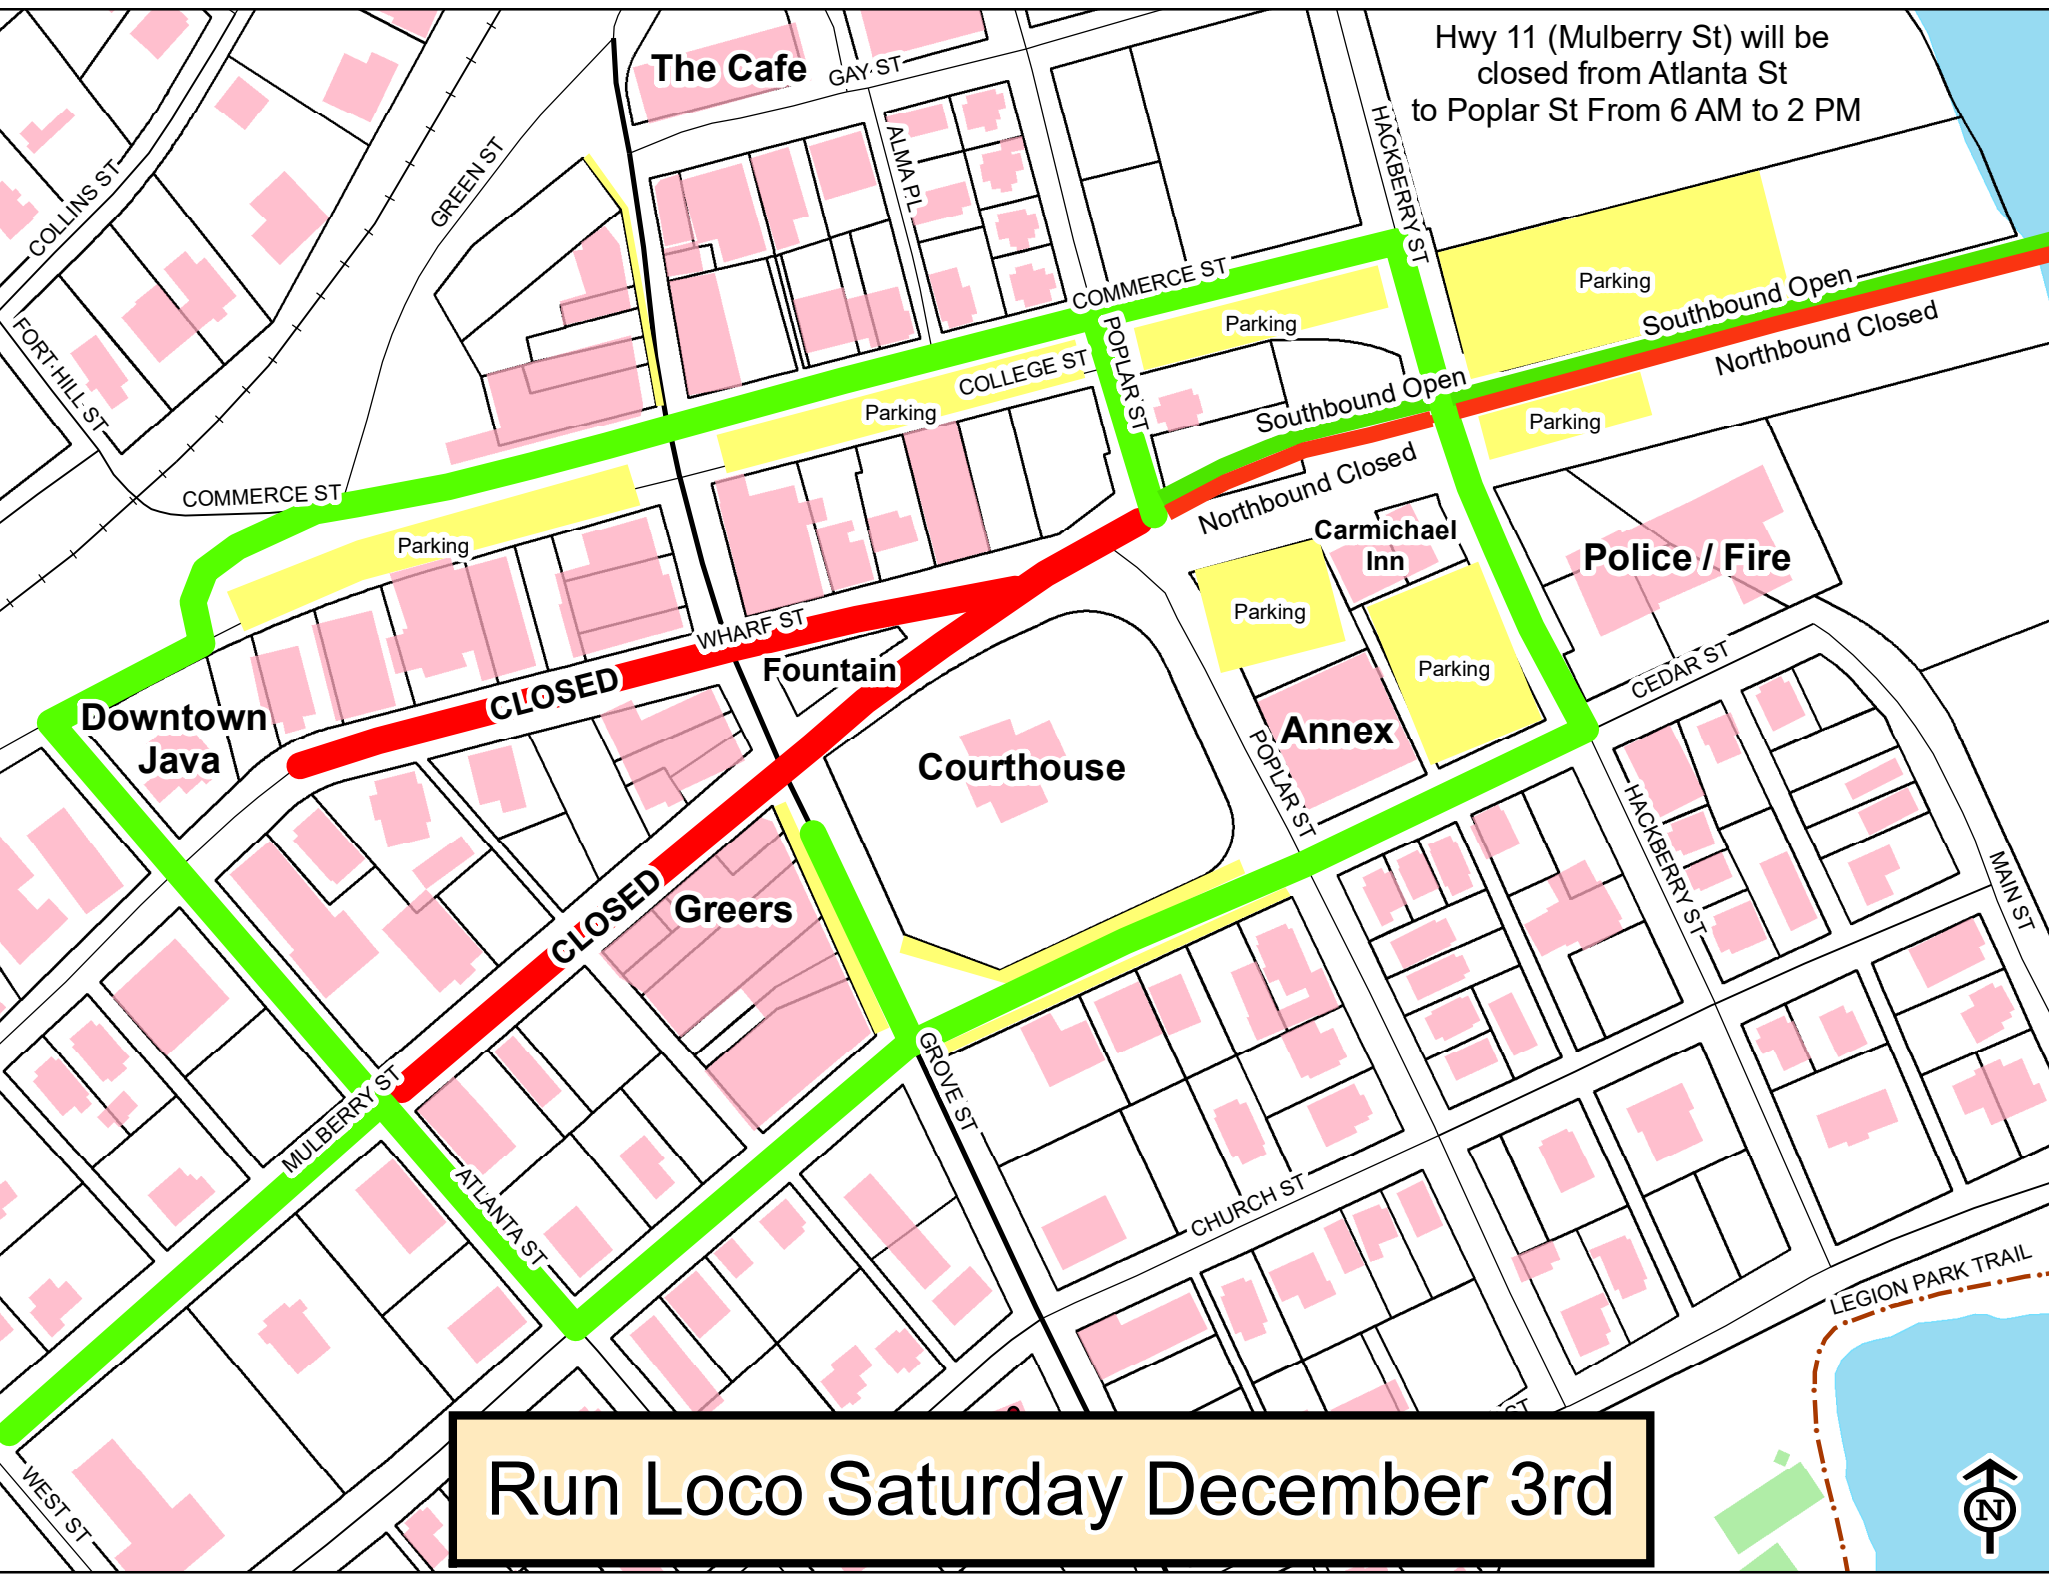 Hwy 11 (Mulberry St) will be
closed from Atlanta St
to Poplar St From 6 AM to 2 PM
The Cafe
GAY ST
HACKBERRY ST
ALMA PL
GREEN ST
COLLINS ST
FORT HILL ST
COMMERCE ST
Parking
Southbound Open
Northbound Closed
Parking
POPLAR ST
COLLEGE ST
Parking
Southbound Open
Parking
Northbound Closed
COMMERCE ST
Parking
Carmichael
Inn
Police / Fire
Parking
WHARF ST
Fountain
Parking
CEDAR ST
CLOSED
Downtown
Java
Courthouse
Annex
POPLAR ST
HACKBERRY ST
MAIN ST
CLOSED
Greers
GROVE ST
MULBERRY ST
ATLANTA ST
CHURCH ST
LEGION PARK TRAIL
ST
WEST ST
Run Loco Saturday December 3rd
N